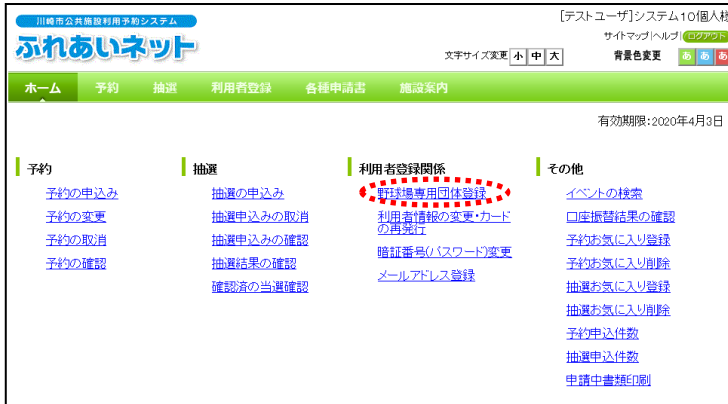 川崎市公共施設利用予約システム
ふれあいネット
[テストユーザ]システム10個人様
サイトマップ|ヘルプ|ログアウト
文字サイズ変更 小 中 大 背景色変更 あ あ あ
ホーム 予約 抽選 利用者登録 各種申請書 施設案内
有効期限:2020年4月3日
予約
予約の申込み
予約の変更
予約の取消
予約の確認
抽選
抽選の申込み
抽選申込みの取消
抽選申込みの確認
抽選結果の確認
確認済の当選確認
利用者登録関係
野球場専用団体登録
利用者情報の変更・カード
の再発行
暗証番号(パスワード)変更
メールアドレス登録
その他
イベントの検索
口座振替結果の確認
予約お気に入り登録
予約お気に入り削除
抽選お気に入り登録
抽選お気に入り削除
予約申込件数
抽選申込件数
申請中書類印刷